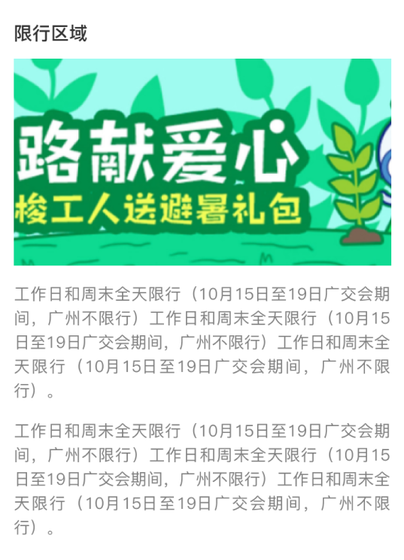 限行区域
路献爱心
梭工人送避暑礼包
工作日和周末全天限行（10月15日至19日广交会期
间，广州不限行）工作日和周末全天限行（10月15
日至19日广交会期间，广州不限行）工作日和周末全
天限行（10月15日至19日广交会期间，广州不限
行）。
工作日和周末全天限行（10月15日至19日广交会期
间，广州不限行）工作日和周末全天限行（10月15
日至19日广交会期间，广州不限行）工作日和周末全
天限行（10月15日至19日广交会期间，广州不限
行）。